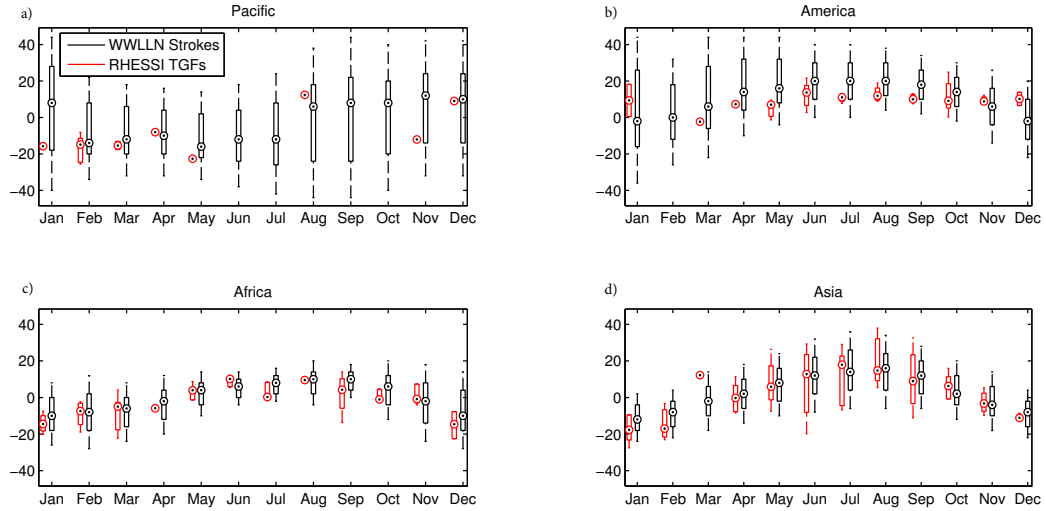 a)
Pacific
WWLLN Strokes
RHESSI TGFs
40
20
0
−20
−40
Jan Feb Mar Apr May Jun Jul Aug Sep Oct Nov Dec
b)
America
40
20
0
−20
−40
Jan Feb Mar Apr May Jun Jul Aug Sep Oct Nov Dec
c)
Africa
40
20
0
−20
−40
Jan Feb Mar Apr May Jun Jul Aug Sep Oct Nov Dec
d)
Asia
40
20
0
−20
−40
Jan Feb Mar Apr May Jun Jul Aug Sep Oct Nov Dec